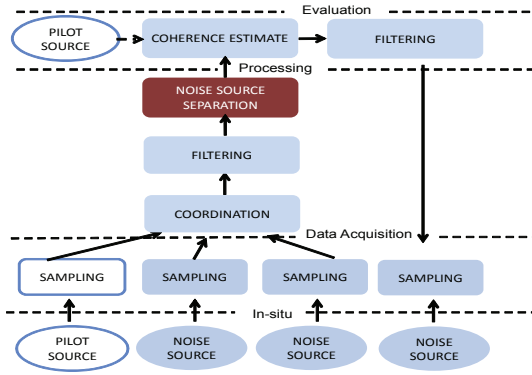 Evaluation
PILOT
SOURCE
COHERENCE ESTIMATE
FILTERING
Processing
NOISE SOURCE
SEPARATION
FILTERING
COORDINATION
Data Acquisition
SAMPLING
SAMPLING
SAMPLING
SAMPLING
In-situ
PILOT
SOURCE
NOISE
SOURCE
NOISE
SOURCE
NOISE
SOURCE